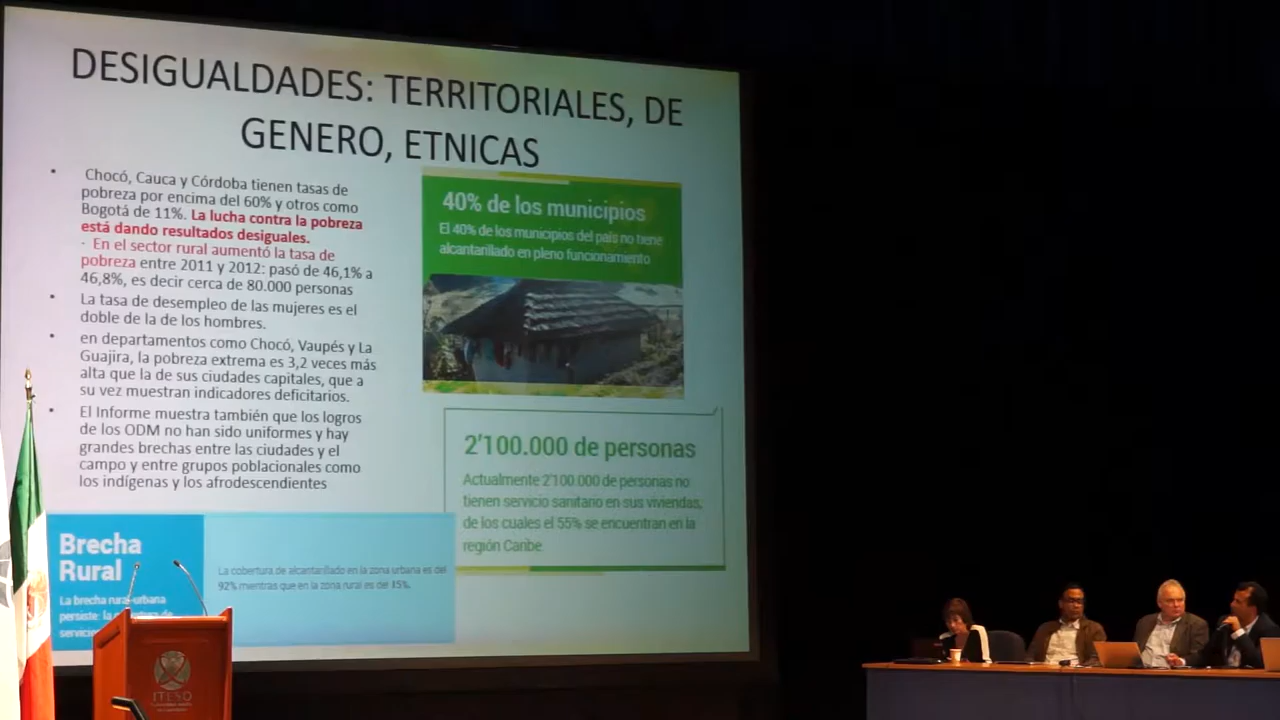 DESIGUALDADES: TERRITORIALES, DE
GENERO, ETNICAS
• Chocó, Cauca y Córdoba tienen tasas de
pobreza por encima del 60% y otros como
Bogotá de 11%. La lucha contra la pobreza
está dando resultados desiguales.
- En el sector rural aumentó la tasa de
pobreza entre 2011 y 2012: pasó de 46,1% a
46,8%, es decir cerca de 80.000 personas
• La tasa de desempleo de las mujeres es el
doble de la de los hombres.
• en departamentos como Chocó, Vaupés y La
Guajira, la pobreza extrema es 3,2 veces más
alta que la de sus ciudades capitales, que a
su vez muestran indicadores deficitarios.
• El Informe muestra también que los logros
de los ODM no han sido uniformes y hay
grandes brechas entre las ciudades y el
campo y entre grupos poblacionales como
los indígenas y los afrodescendientes
40% de los municipios
El 40% de los municipios del país no tiene
alcantarillado en pleno funcionamiento
2'100.000 de personas
Actualmente 2'100.000 de personas no
tienen servicio sanitario en sus viviendas,
de los cuales el 55% se encuentran en la
región Caribe
Brecha
Rural
La brecha rural-urbana
persiste: la de
La cobertura de alcantarillado en la zona urbana es del
92% mientras que en la zona rural es del 15%.
ITESO